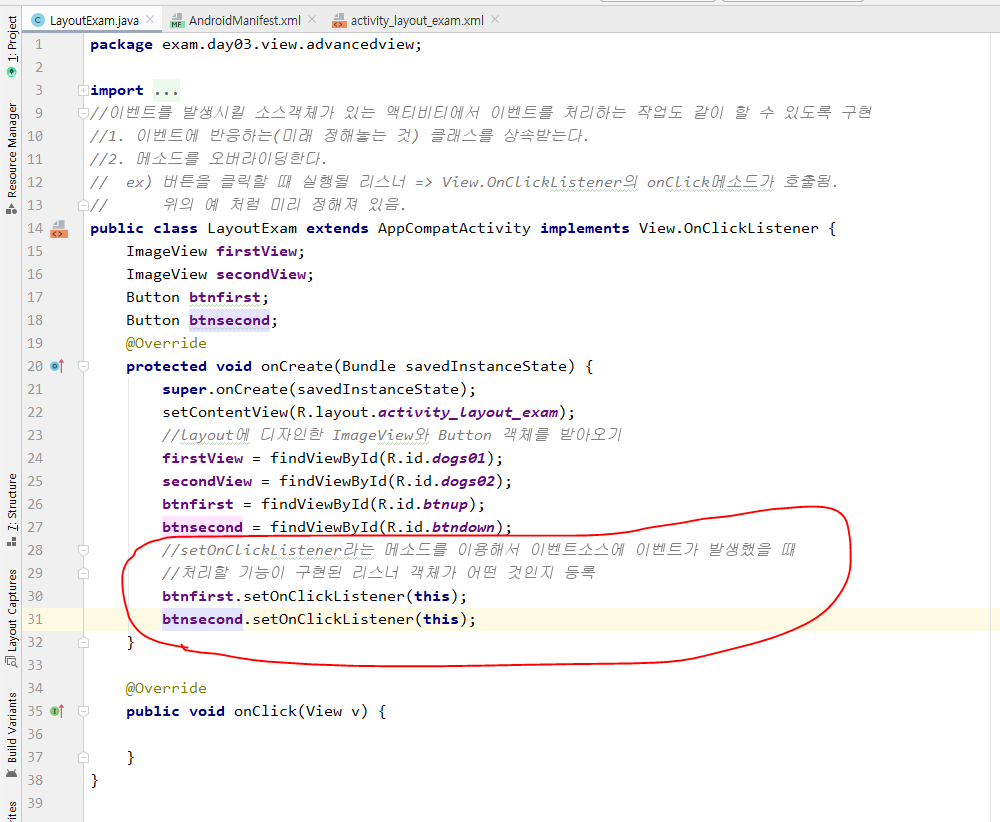 LayoutExam.java
AndroidManifest.xml
activity_layout_exam.xml
1: Project
Resource Manager
7: Structure
Layout Captures
Build Variants
rites
1 package exam.day03.view.advancedview;
2
3 import ...
9 //이벤트를 발생시킬 소스객체가 있는 액티비티에서 이벤트를 처리하는 작업도 같이 할 수 있도록 구현
10 //1. 이벤트에 반응하는(미래 정해놓는 것) 클래스를 상속받는다.
11 //2. 메소드를 오버라이딩한다.
12 //  ex) 버튼을 클릭할 때 실행될 리스너 => View.OnClickListener의 onClick메소드가 호출됨.
13 //      위의 예 처럼 미리 정해져 있음.
14 public class LayoutExam extends AppCompatActivity implements View.OnClickListener {
15     ImageView firstView;
16     ImageView secondView;
17     Button btnfirst;
18     Button btnsecond;
19     @Override
20     protected void onCreate(Bundle savedInstanceState) {
21         super.onCreate(savedInstanceState);
22         setContentView(R.layout.activity_layout_exam);
23         //layout에 디자인한 ImageView와 Button 객체를 받아오기
24         firstView = findViewById(R.id.dogs01);
25         secondView = findViewById(R.id.dogs02);
26         btnfirst = findViewById(R.id.btnup);
27         btnsecond = findViewById(R.id.btndown);
28         //setOnClickListener라는 메소드를 이용해서 이벤트소스에 이벤트가 발생했을 때
29         //처리할 기능이 구현된 리스너 객체가 어떤 것인지 등록
30         btnfirst.setOnClickListener(this);
31         btnsecond.setOnClickListener(this);
32     }
33
34     @Override
35     public void onClick(View v) {
36
37     }
38 }
39